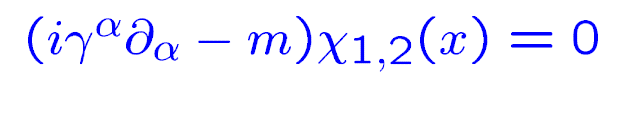 (iγ^α ∂_α − m)χ_{1,2}(x) = 0